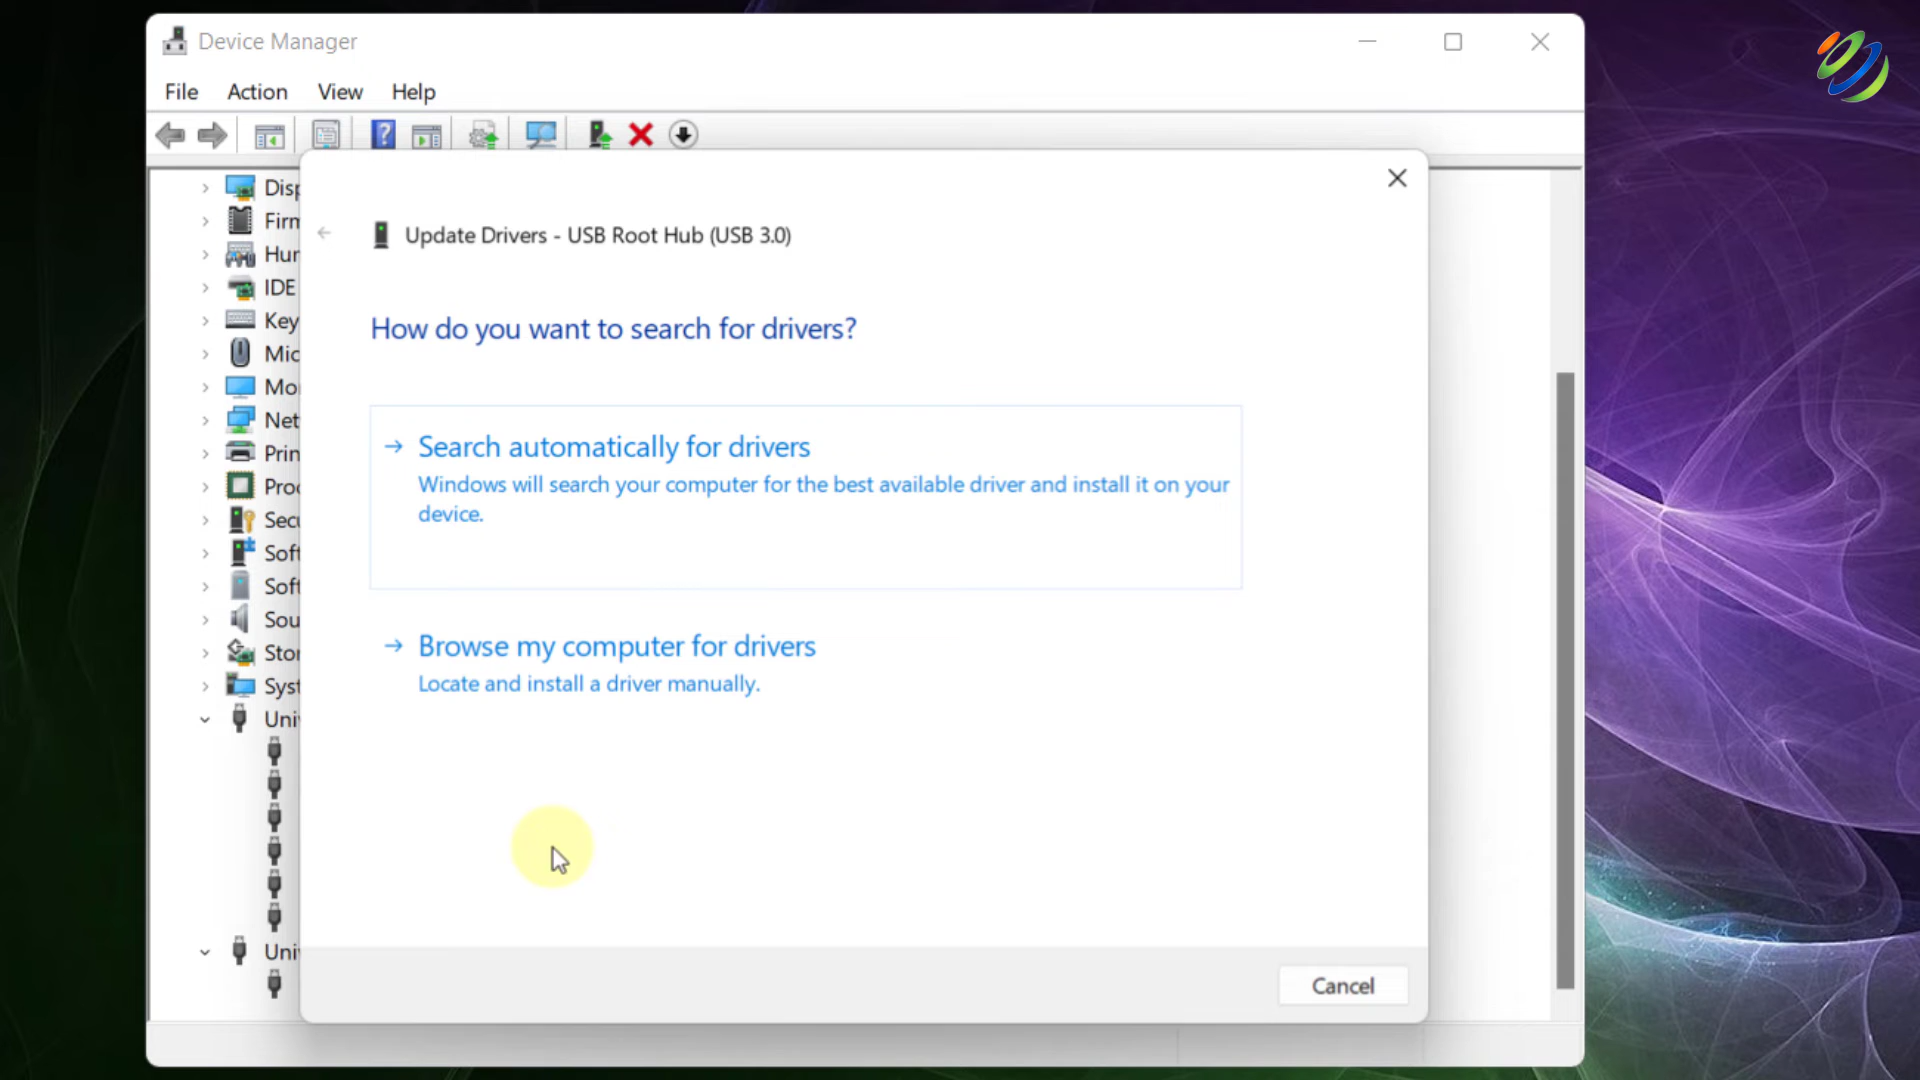 Device Manager
File Action View Help
Disp
Firm
Hur
IDE
Key
Mic
Mo
Net
Prin
Proc
Secu
Soft
Soft
Sou
Stor
Syst
Uni
Uni
Update Drivers - USB Root Hub (USB 3.0)
How do you want to search for drivers?
Search automatically for drivers
Windows will search your computer for the best available driver and install it on your
device.
Browse my computer for drivers
Locate and install a driver manually.
Cancel